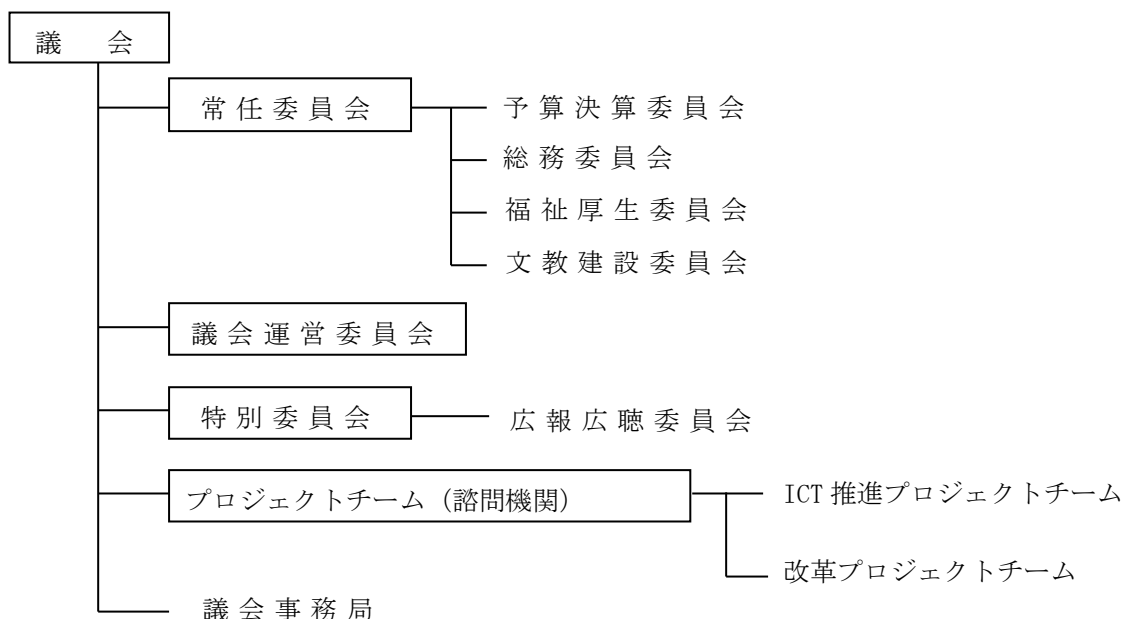 議会
常任委員会
予算決算委員会
総務委員会
福祉厚生委員会
文教建設委員会
議会運営委員会
特別委員会
広報広聴委員会
プロジェクトチーム（諮問機関）
ICT推進プロジェクトチーム
改革プロジェクトチーム
議会事務局